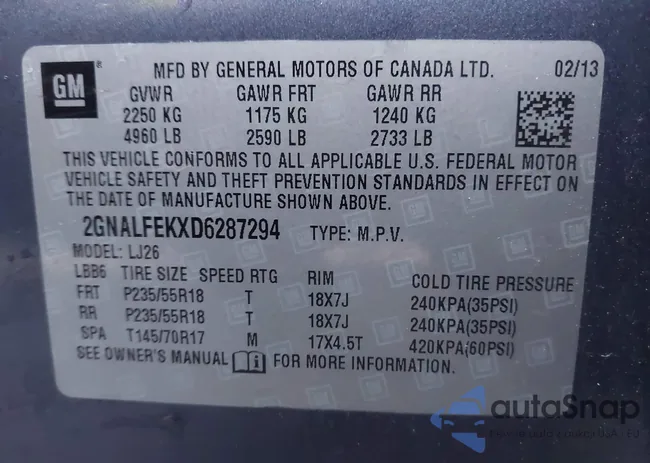 GM
MFD BY GENERAL MOTORS OF CANADA LTD. 02/13
GVWR GAWR FRT GAWR RR
2250 KG 1175 KG 1240 KG
4960 LB 2590 LB 2733 LB
THIS VEHICLE CONFORMS TO ALL APPLICABLE U.S. FEDERAL MOTOR
VEHICLE SAFETY AND THEFT PREVENTION STANDARDS IN EFFECT ON
THE DATE OF MANUFACTURE SHOWN ABOVE.
2GNALFEKXD6287294 TYPE: M.P.V.
MODEL: LJ26
LBB6 TIRE SIZE SPEED RTG RIM COLD TIRE PRESSURE
FRT P235/55R18 T 18X7J 240KPA(35PSI)
RR P235/55R18 T 18X7J 240KPA(35PSI)
SPA T145/70R17 M 17X4.5T 420KPA(60PSI)
SEE OWNER'S MANUAL FOR MORE INFORMATION.
autoSnap